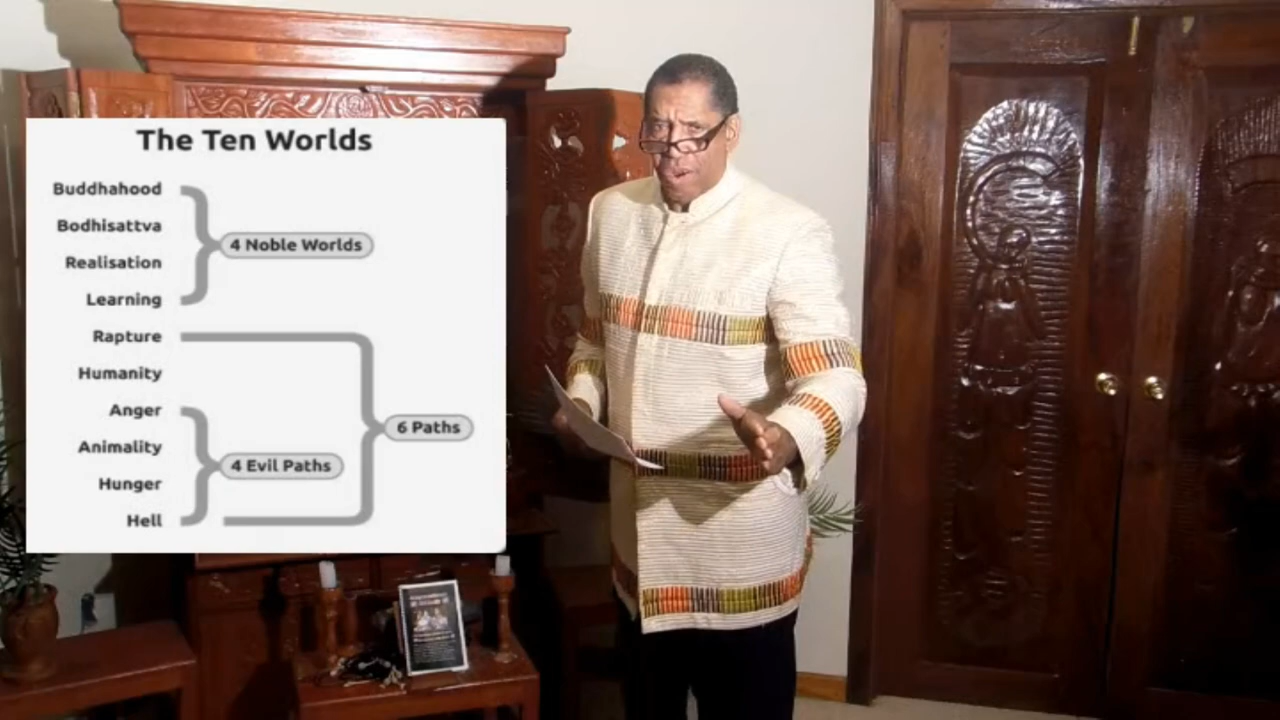 The Ten Worlds
Buddhahood
Bodhisattva
4 Noble Worlds
Realisation
Learning
Rapture
Humanity
Anger
6 Paths
Animality
4 Evil Paths
Hunger
Hell